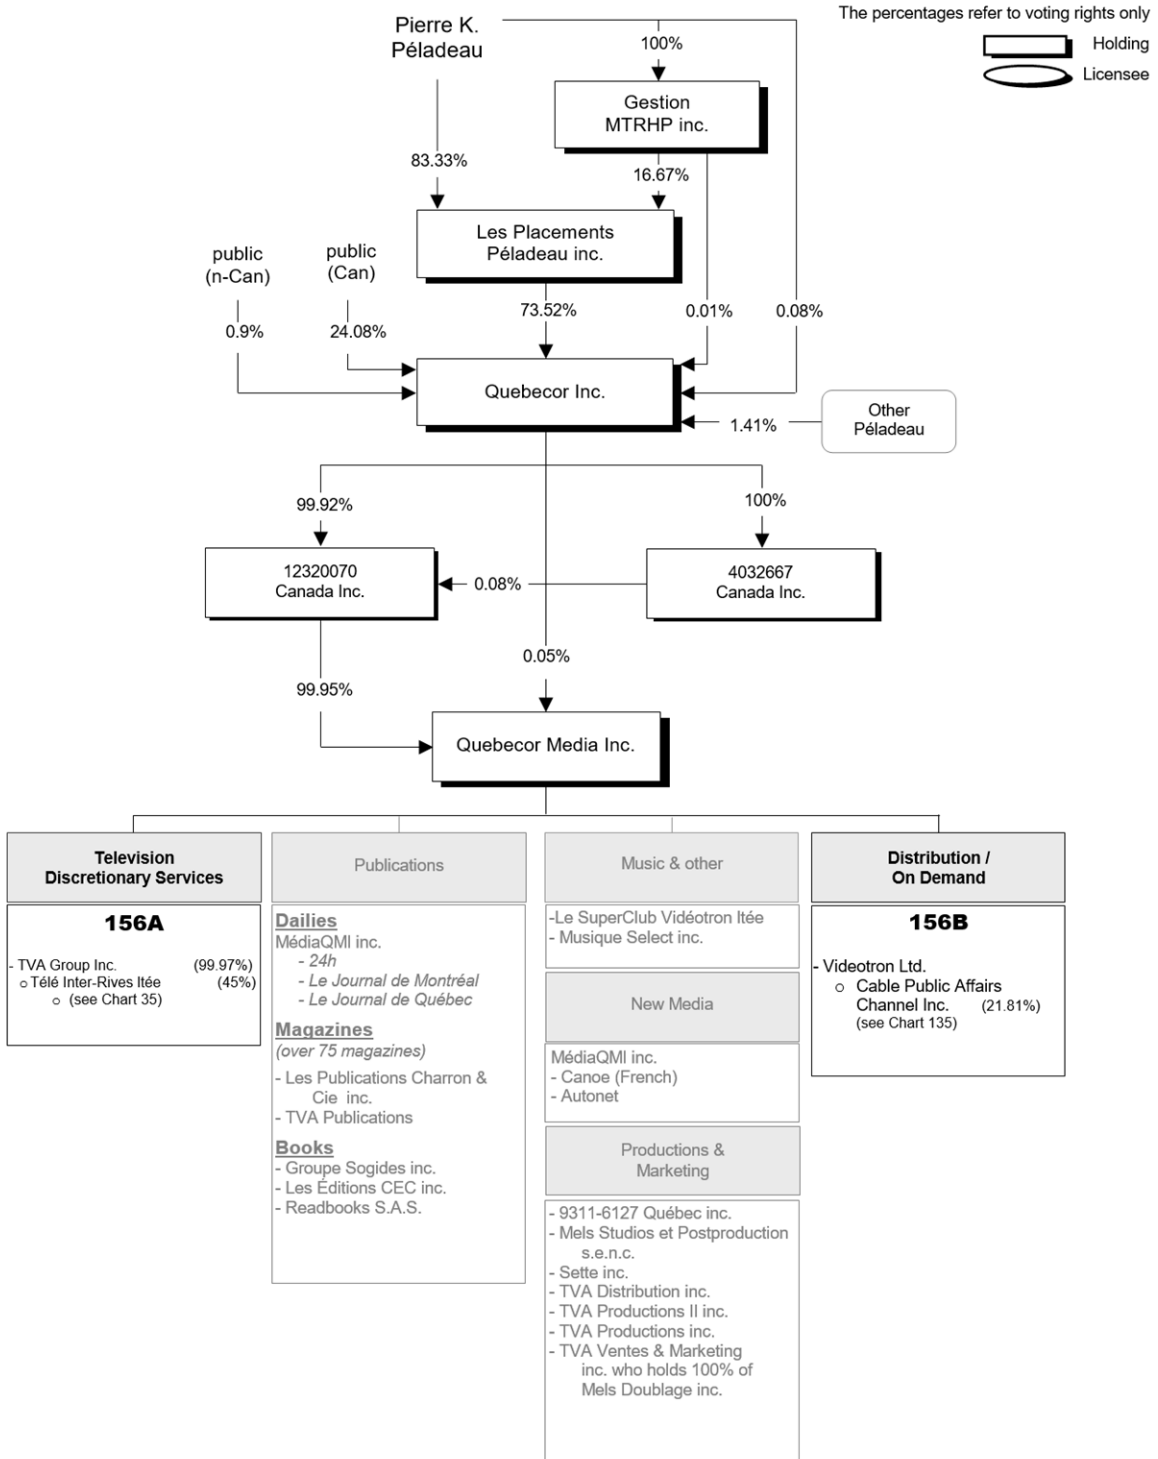 The percentages refer to voting rights only
Holding
Licensee
Pierre K.
Péladeau
100%
Gestion
MTRHP inc.
83.33%
16.67%
Les Placements
Péladeau inc.
public
(n-Can)
public
(Can)
0.9%
24.08%
73.52%
0.01%
0.08%
Quebecor Inc.
Other
Péladeau
1.41%
99.92%
100%
12320070
Canada Inc.
0.08%
4032667
Canada Inc.
0.05%
99.95%
Quebecor Media Inc.
Television
Discretionary Services
156A
- TVA Group Inc. (99.97%)
o Télé Inter-Rives ltée (45%)
o (see Chart 35)
Publications
Dailies
MédiaQMI inc.
- 24h
- Le Journal de Montréal
- Le Journal de Québec
Magazines
(over 75 magazines)
- Les Publications Charron &
Cie inc.
- TVA Publications
Books
- Groupe Sogides inc.
- Les Éditions CEC inc.
- Readbooks S.A.S.
Music & other
-Le SuperClub Vidéotron ltée
- Musique Select inc.
New Media
MédiaQMI inc.
- Canoe (French)
- Autonet
Productions &
Marketing
- 9311-6127 Québec inc.
- Mels Studios et Postproduction
s.e.n.c.
- Sette inc.
- TVA Distribution inc.
- TVA Productions II inc.
- TVA Productions inc.
- TVA Ventes & Marketing
inc. who holds 100% of
Mels Doublage inc.
Distribution /
On Demand
156B
- Videotron Ltd.
o Cable Public Affairs
Channel Inc. (21.81%)
(see Chart 135)